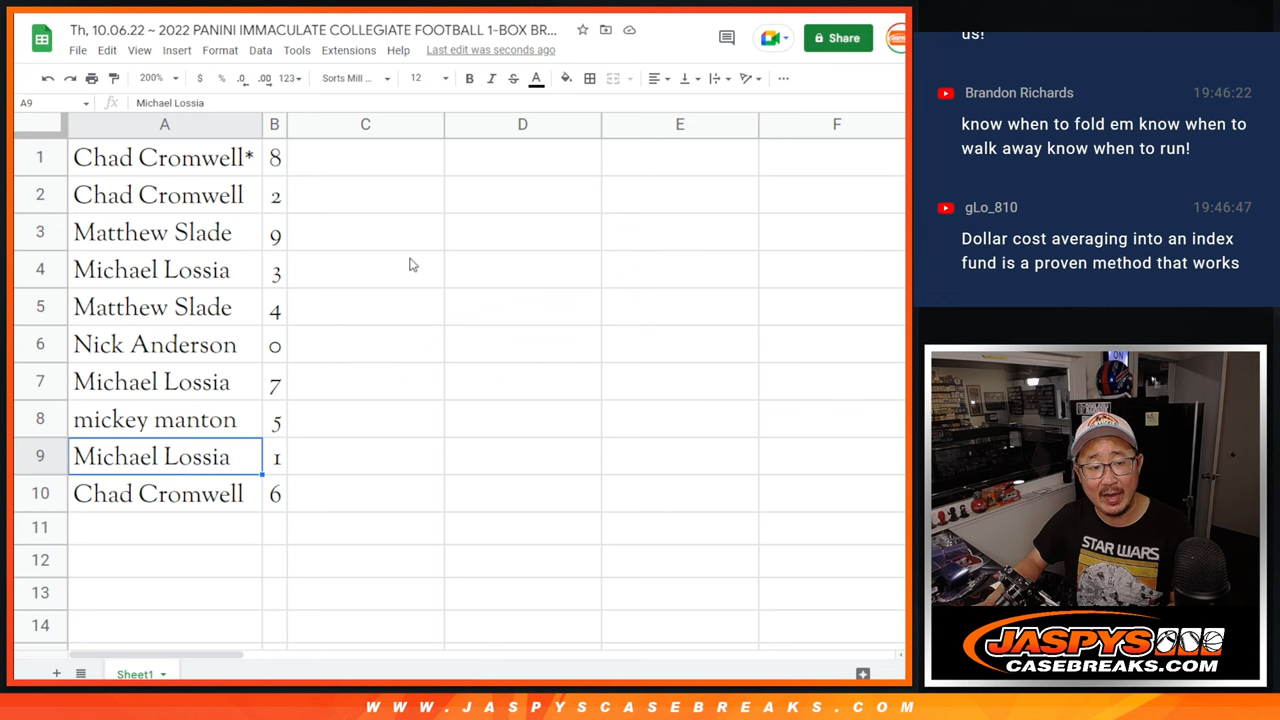 Th, 10.06.22 ~ 2022 PANINI IMMACULATE COLLEGIATE FOOTBALL 1-BOX BR...
File Edit View Insert Format Data Tools Extensions Help Last edit was seconds ago
Share
200% $ % .0 .00 123 Sorts Mill ... 12 B I S A
A9 fx Michael Lossia
A B C D E F
1 Chad Cromwell* 8
2 Chad Cromwell 2
3 Matthew Slade 9
4 Michael Lossia 3
5 Matthew Slade 4
6 Nick Anderson 0
7 Michael Lossia 7
8 mickey manton 5
9 Michael Lossia 1
10 Chad Cromwell 6
11
12
13
14
Sheet1
us!
Brandon Richards 19:46:22
know when to fold em know when to
walk away know when to run!
gLo_810 19:46:47
Dollar cost averaging into an index
fund is a proven method that works
ON
STAR WARS
JASPYS
CASEBREAKS.COM
WWW.JASPYSCASEBREAKS.COM